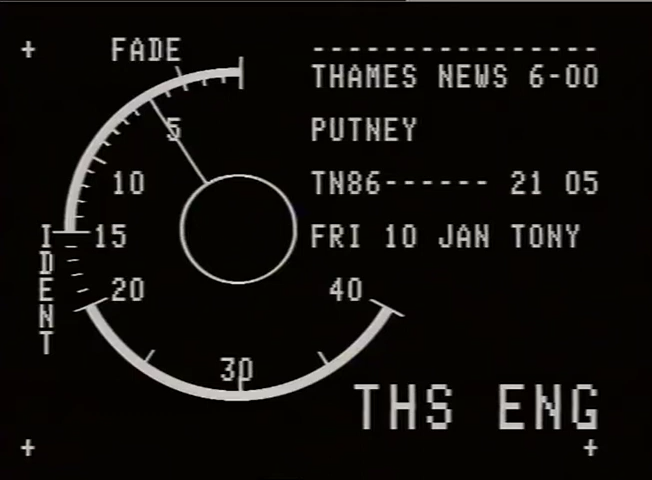 FADE
----------------
THAMES NEWS 6-00
5
PUTNEY
10
TN86------ 21 05
IDENT
15
FRI 10 JAN TONY
20
40
30
THS ENG